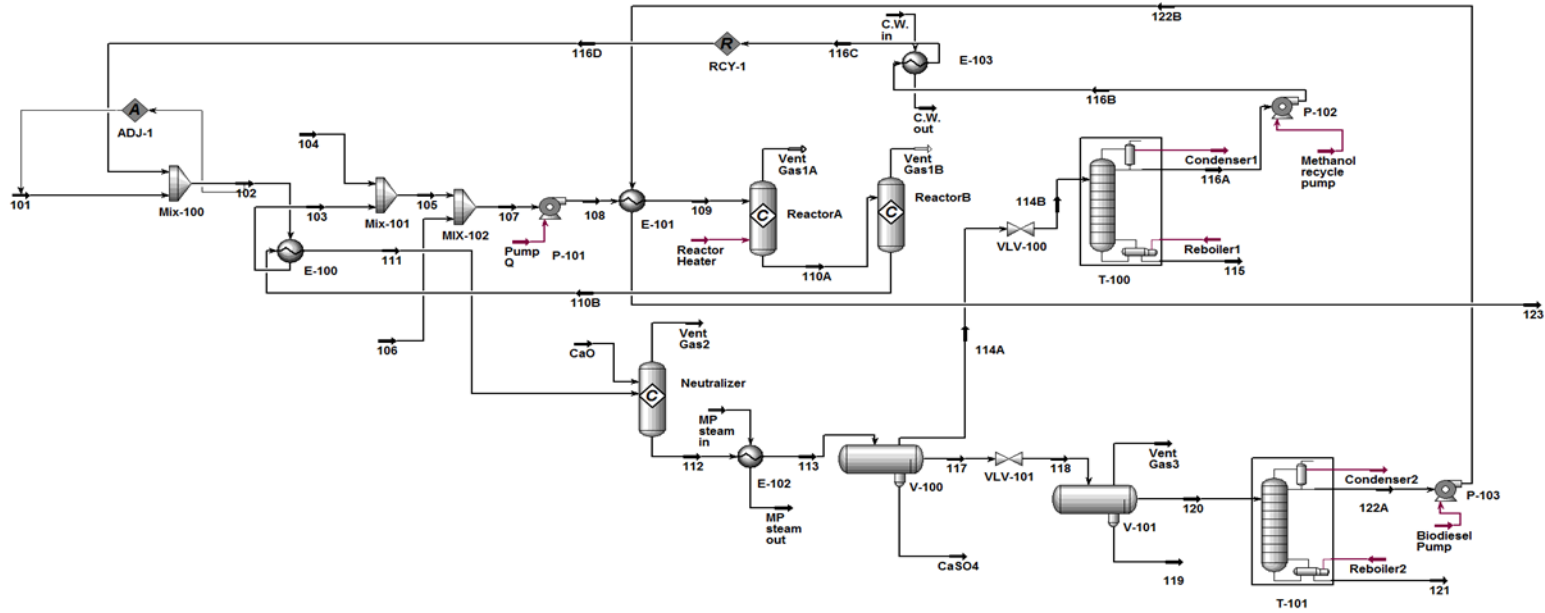 122B
C.W.
in
116D
R
RCY-1
116C
E-103
A
ADJ-1
116B
P-102
C.W.
out
104
Vent
Gas1A
Vent
Gas1B
Condenser1
116A
Methanol
recycle
pump
101
Mix-100
102
103
Mix-101
105
MIX-102
107
108
E-101
109
C
ReactorA
C
ReactorB
114B
VLV-100
Pump
Q
P-101
Reactor
Heater
110A
Reboiler1
115
T-100
E-100
111
110B
123
106
CaO
Vent
Gas2
114A
C
Neutralizer
MP
steam
in
112
E-102
113
V-100
117
VLV-101
118
Vent
Gas3
V-101
120
Condenser2
122A
P-103
Biodiesel
Pump
MP
steam
out
CaSO4
119
Reboiler2
121
T-101